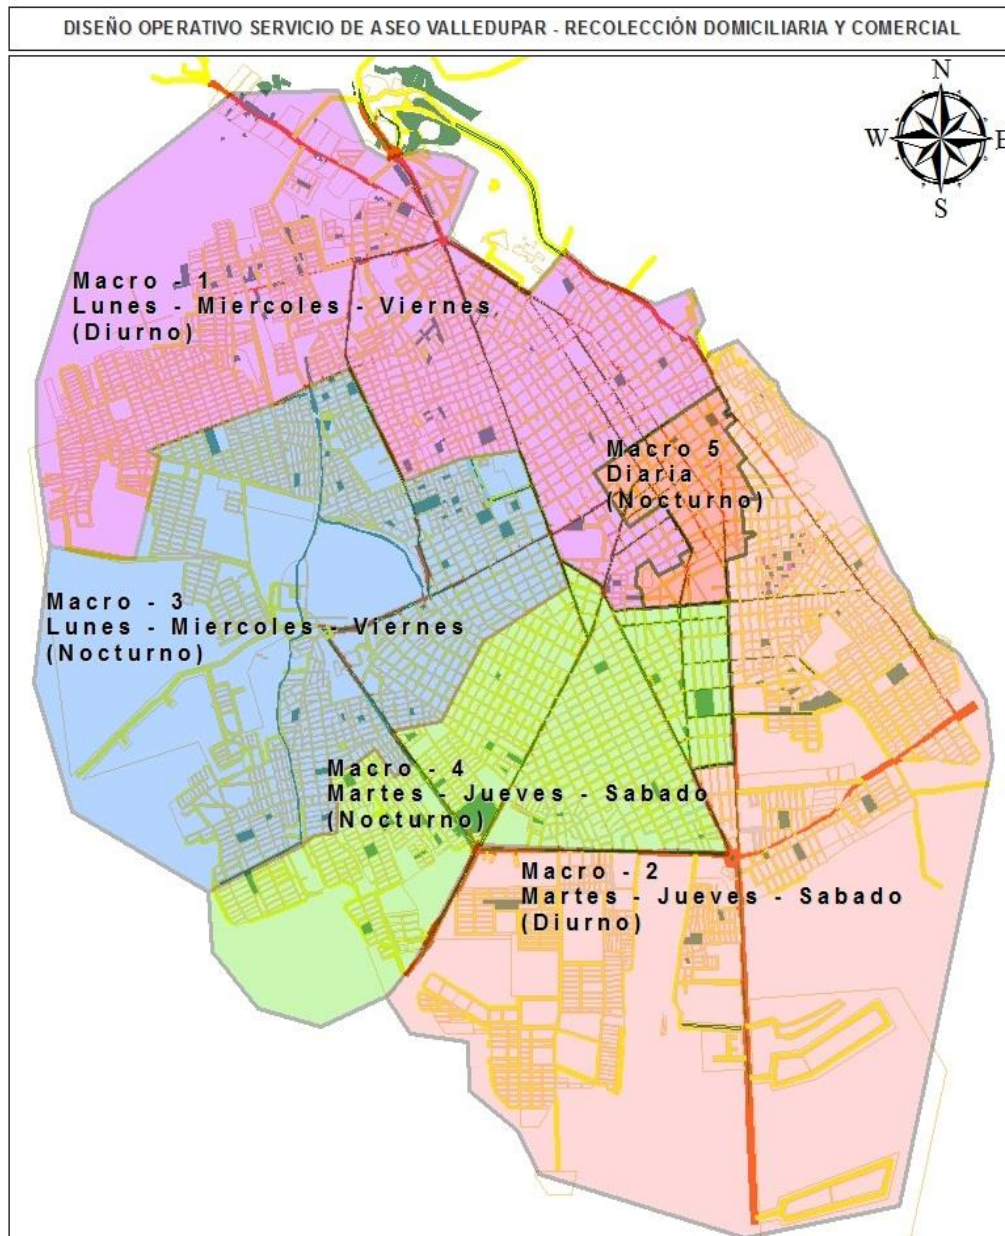 DISEÑO OPERATIVO SERVICIO DE ASEO VALLEDUPAR - RECOLECCIÓN DOMICILIARIA Y COMERCIAL
N
W E
S
Macro - 1
Lunes - Miercoles - Viernes
(Diurno)
Macro 5
Diaria
(Nocturno)
Macro - 3
Lunes - Miercoles - Viernes
(Nocturno)
Macro - 4
Martes - Jueves - Sabado
(Nocturno)
Macro - 2
Martes - Jueves - Sabado
(Diurno)